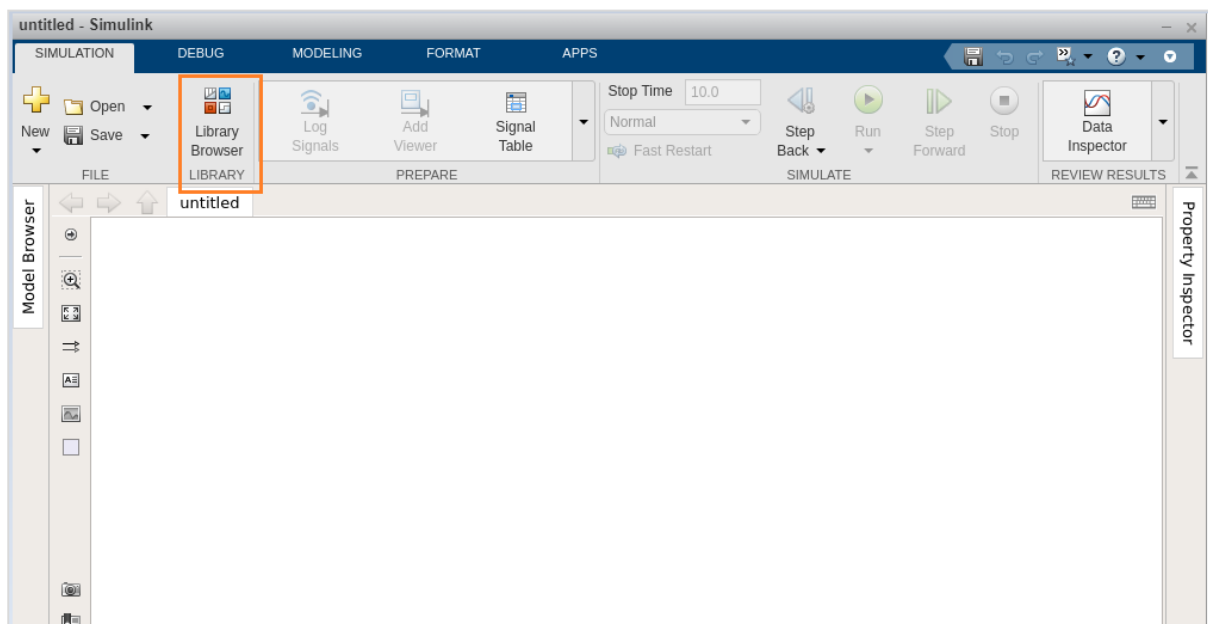 untitled - Simulink
SIMULATION DEBUG MODELING FORMAT APPS
New
Open
Save
FILE
Library
Browser
LIBRARY
Log
Signals
Add
Viewer
Signal
Table
PREPARE
Stop Time 10.0
Normal
Fast Restart
Step
Back
Run
Step
Forward
Stop
SIMULATE
Data
Inspector
REVIEW RESULTS
Model Browser
untitled
Property Inspector